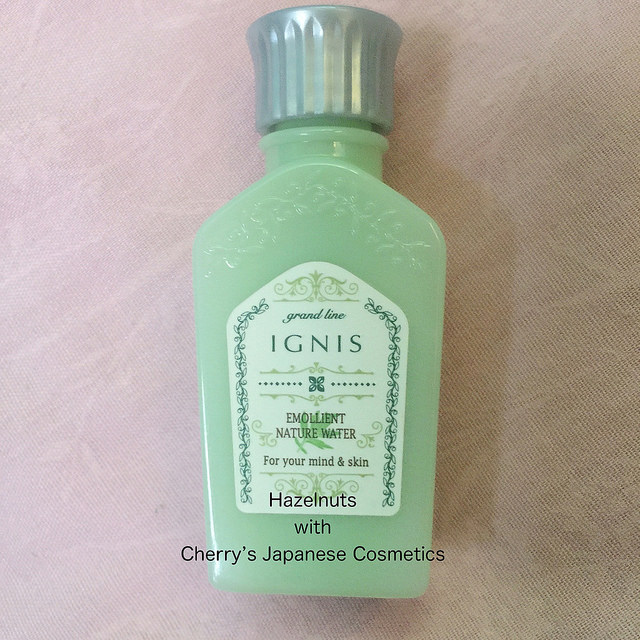 grand line
IGNIS
EMOLLIENT
NATURE WATER
For your mind & skin
Hazelnuts
with
Cherry's Japanese Cosmetics